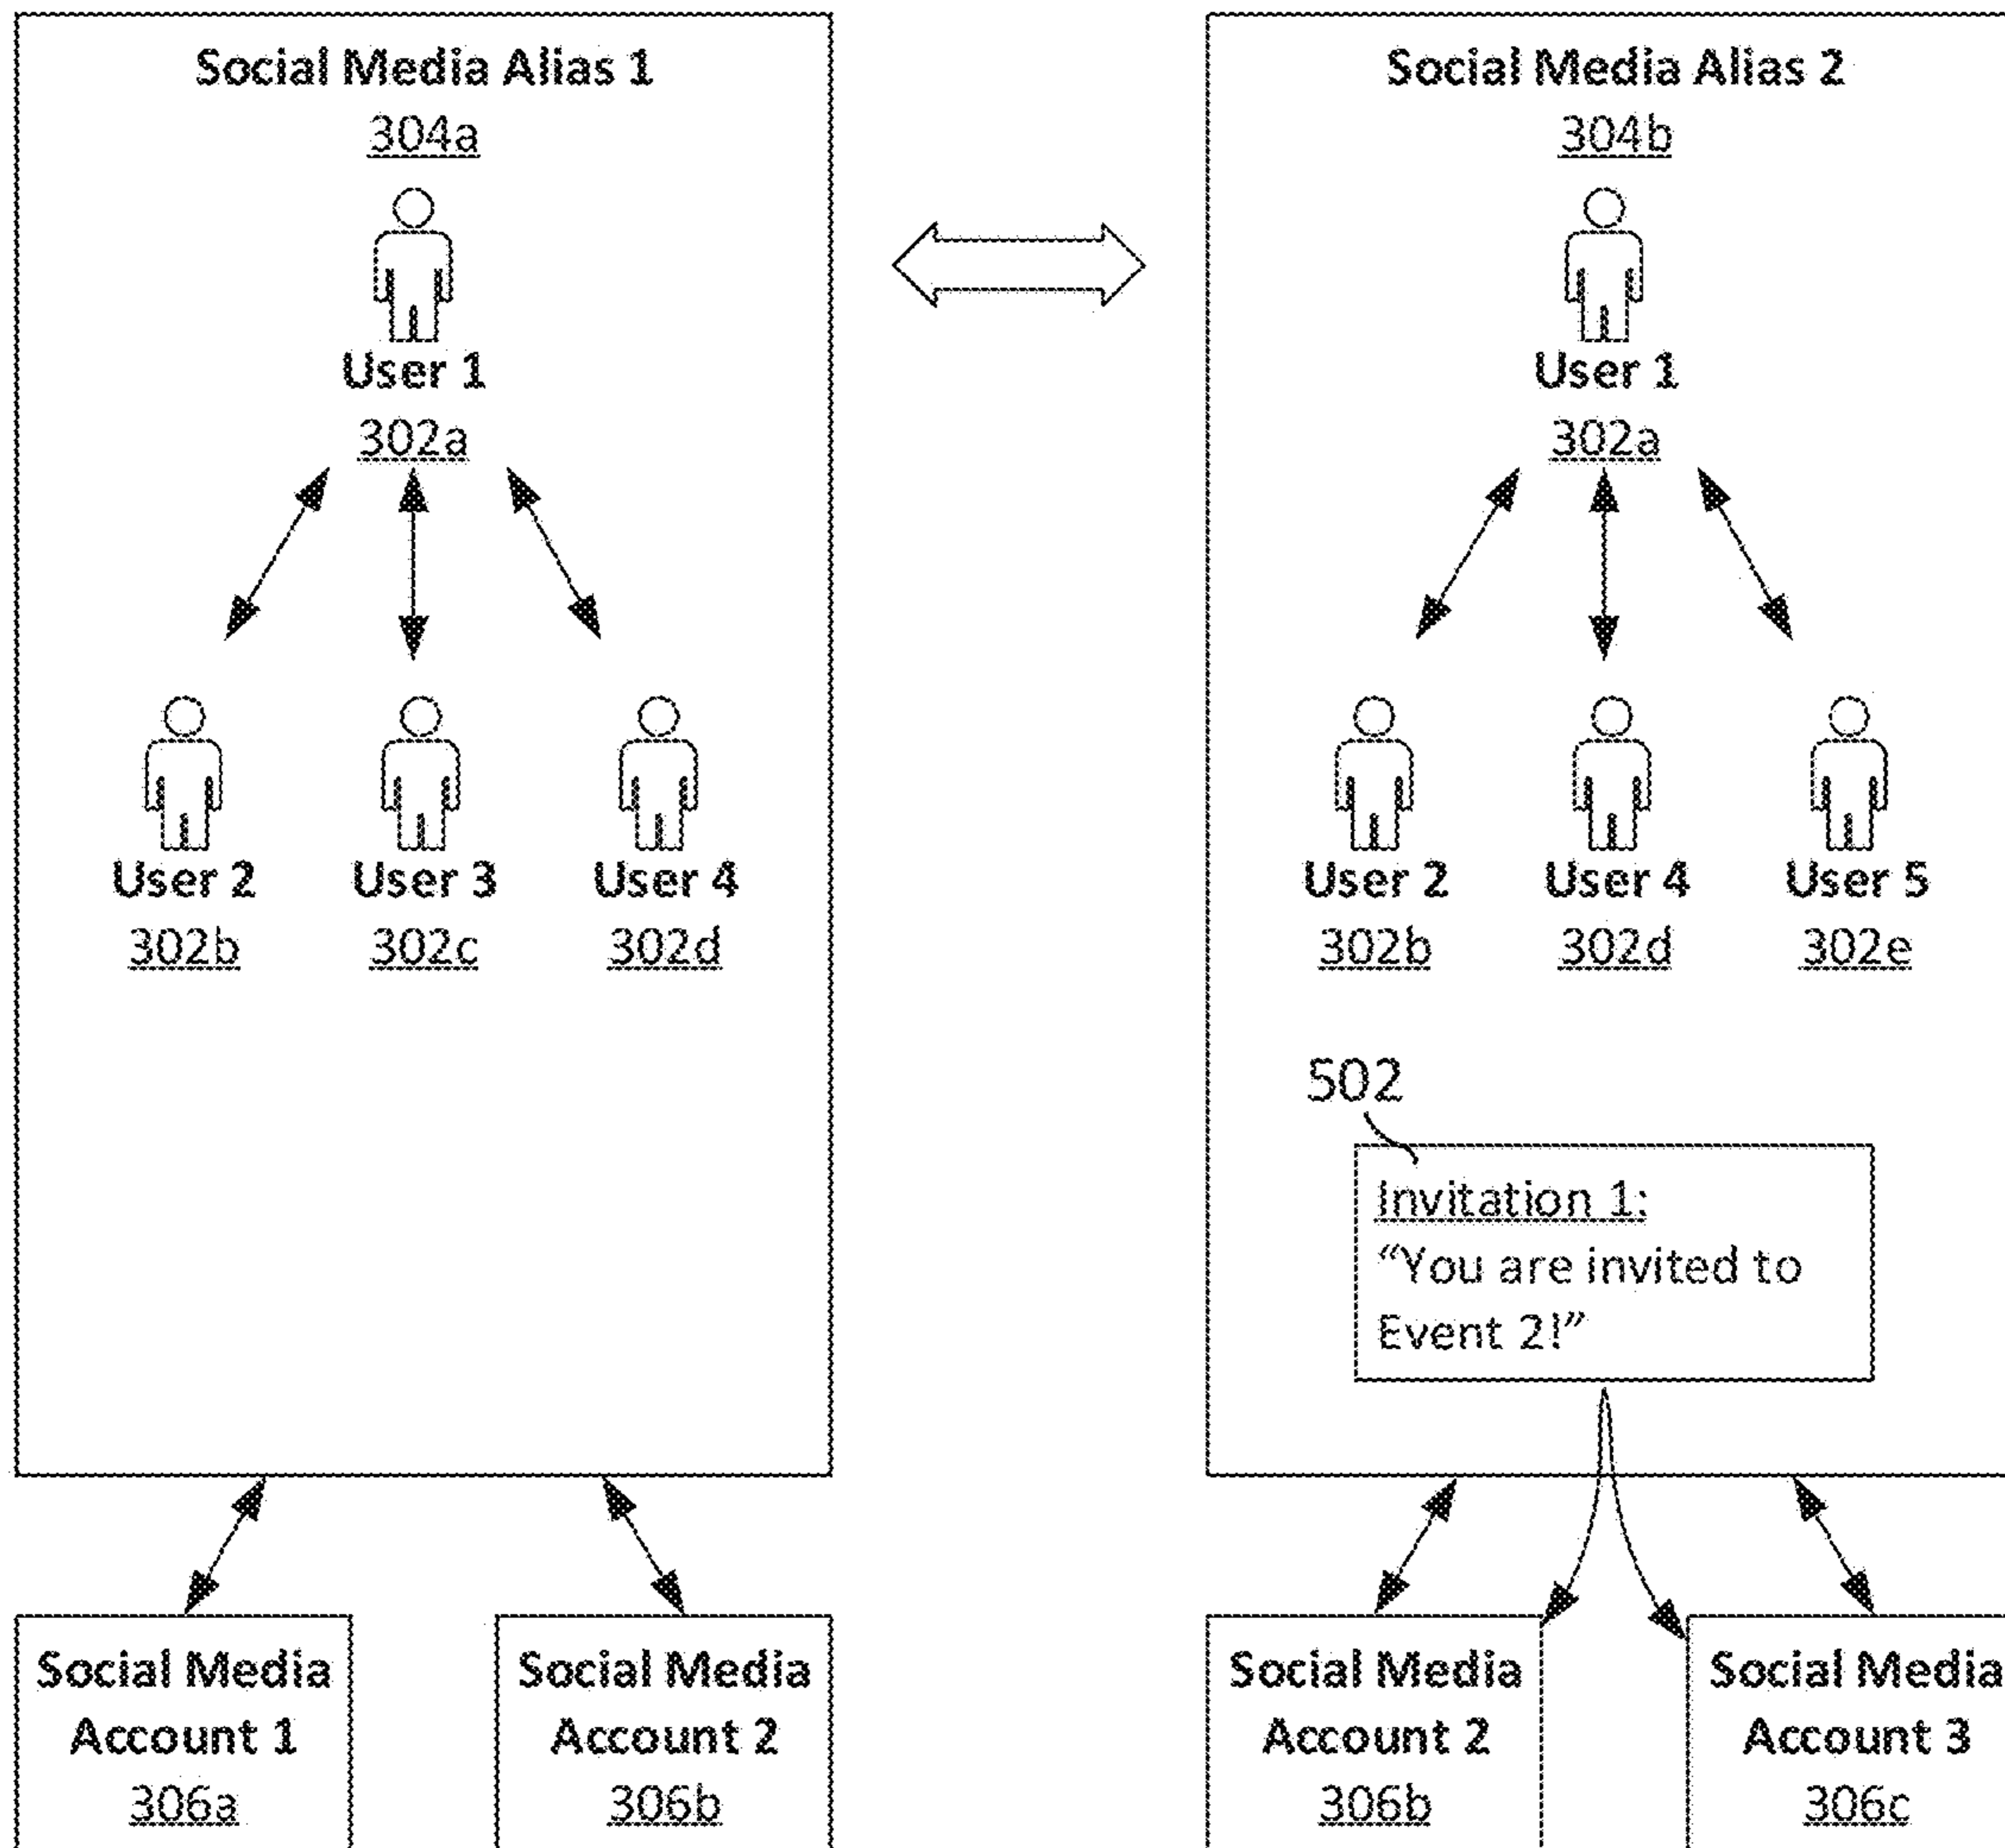 Social Media Alias 1
304a
User 1
302a
User 2
302b
User 3
302c
User 4
302d
Social Media Alias 2
304b
User 1
302a
User 2
302b
User 4
302d
User 5
302e
502
Invitation 1:
“You are invited to
Event 2!”
Social Media
Account 1
306a
Social Media
Account 2
306b
Social Media
Account 2
306b
Social Media
Account 3
306c